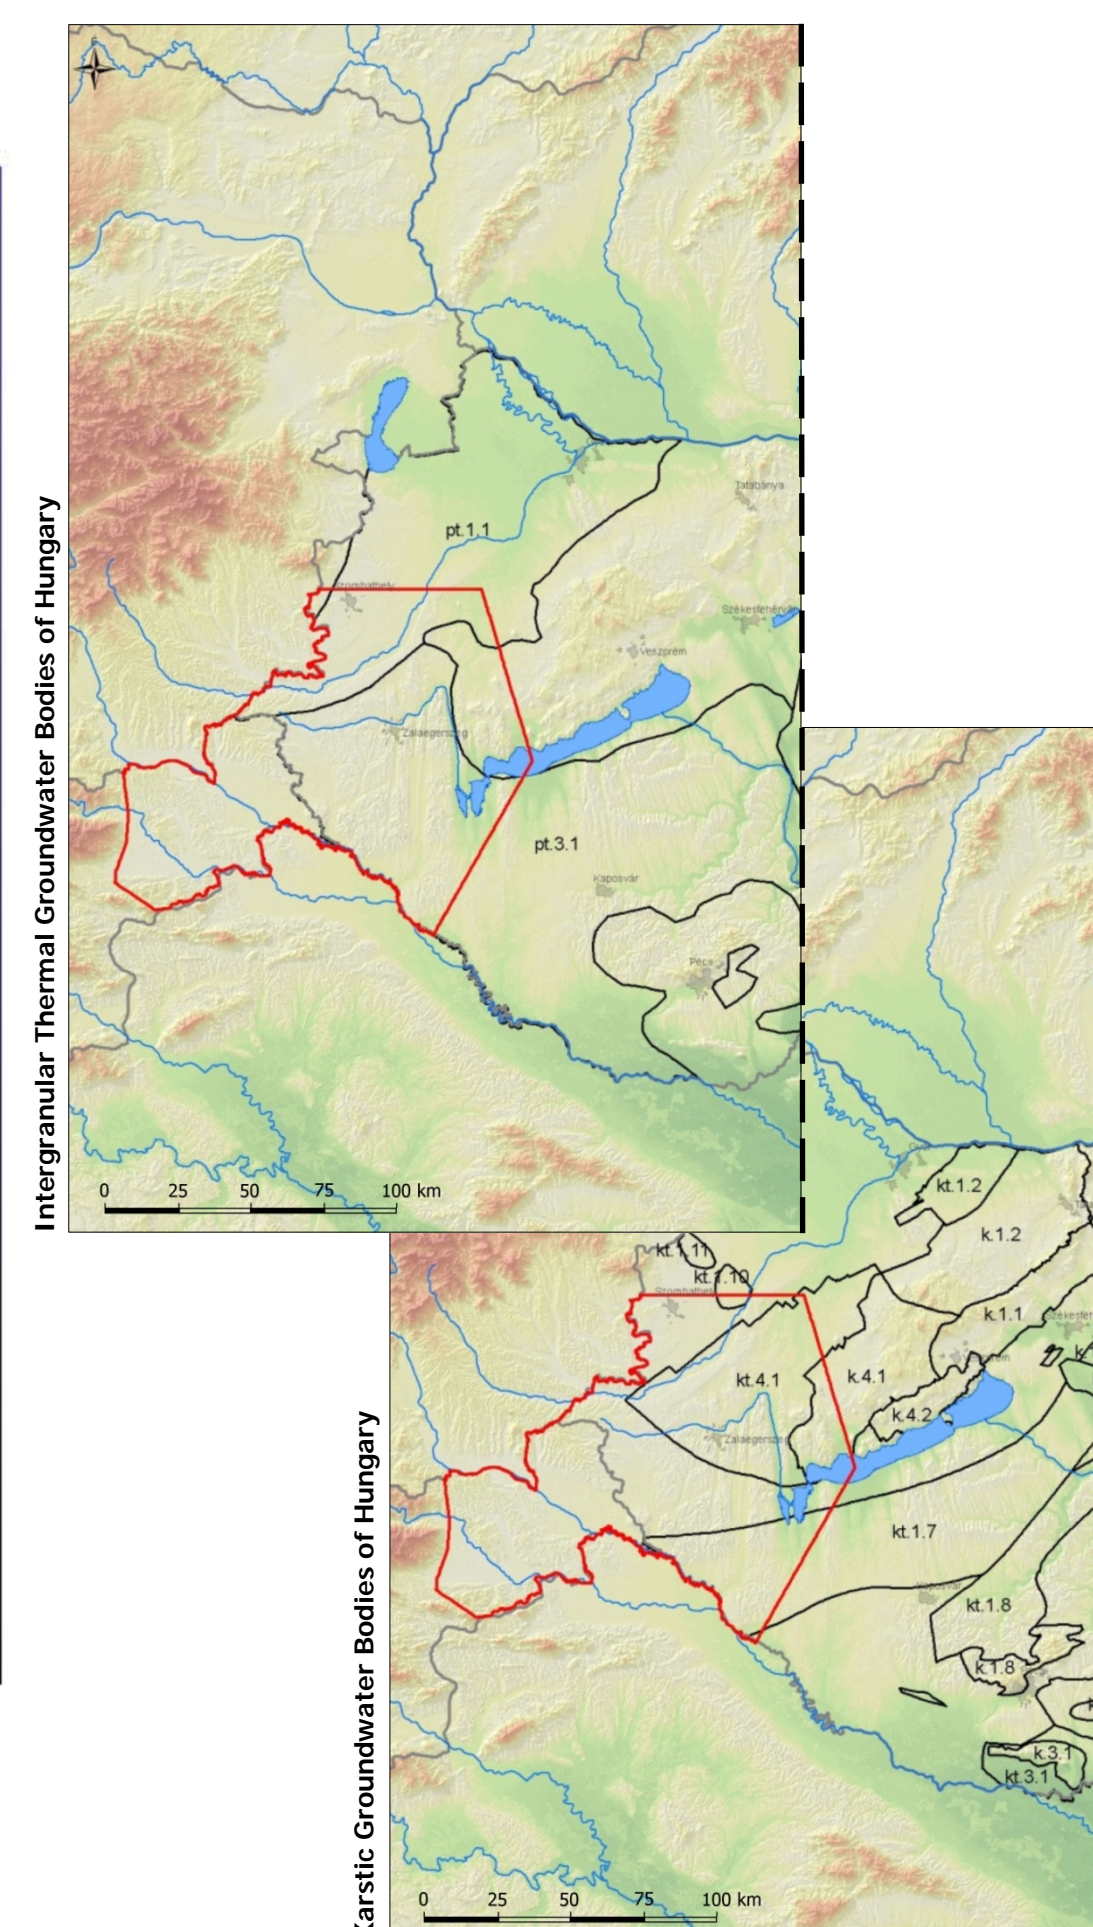 Intergranular Thermal Groundwater Bodies of Hungary
Tatabánya
pt.1.1
Szombathely
Székesfehérvár
Veszprém
Zalaegerszeg
pt.3.1
Kaposvár
Pécs
0 25 50 75 100 km
Karstic Groundwater Bodies of Hungary
kt.1.2
k.1.2
kt.1.11
kt.1.10
Szombathely
k.1.1
kt.4.1
k.4.1
k.4.2
Zalaegerszeg
kt.1.7
Kaposvár
kt.1.8
k.1.8
k.3.1
kt.3.1
0 25 50 75 100 km